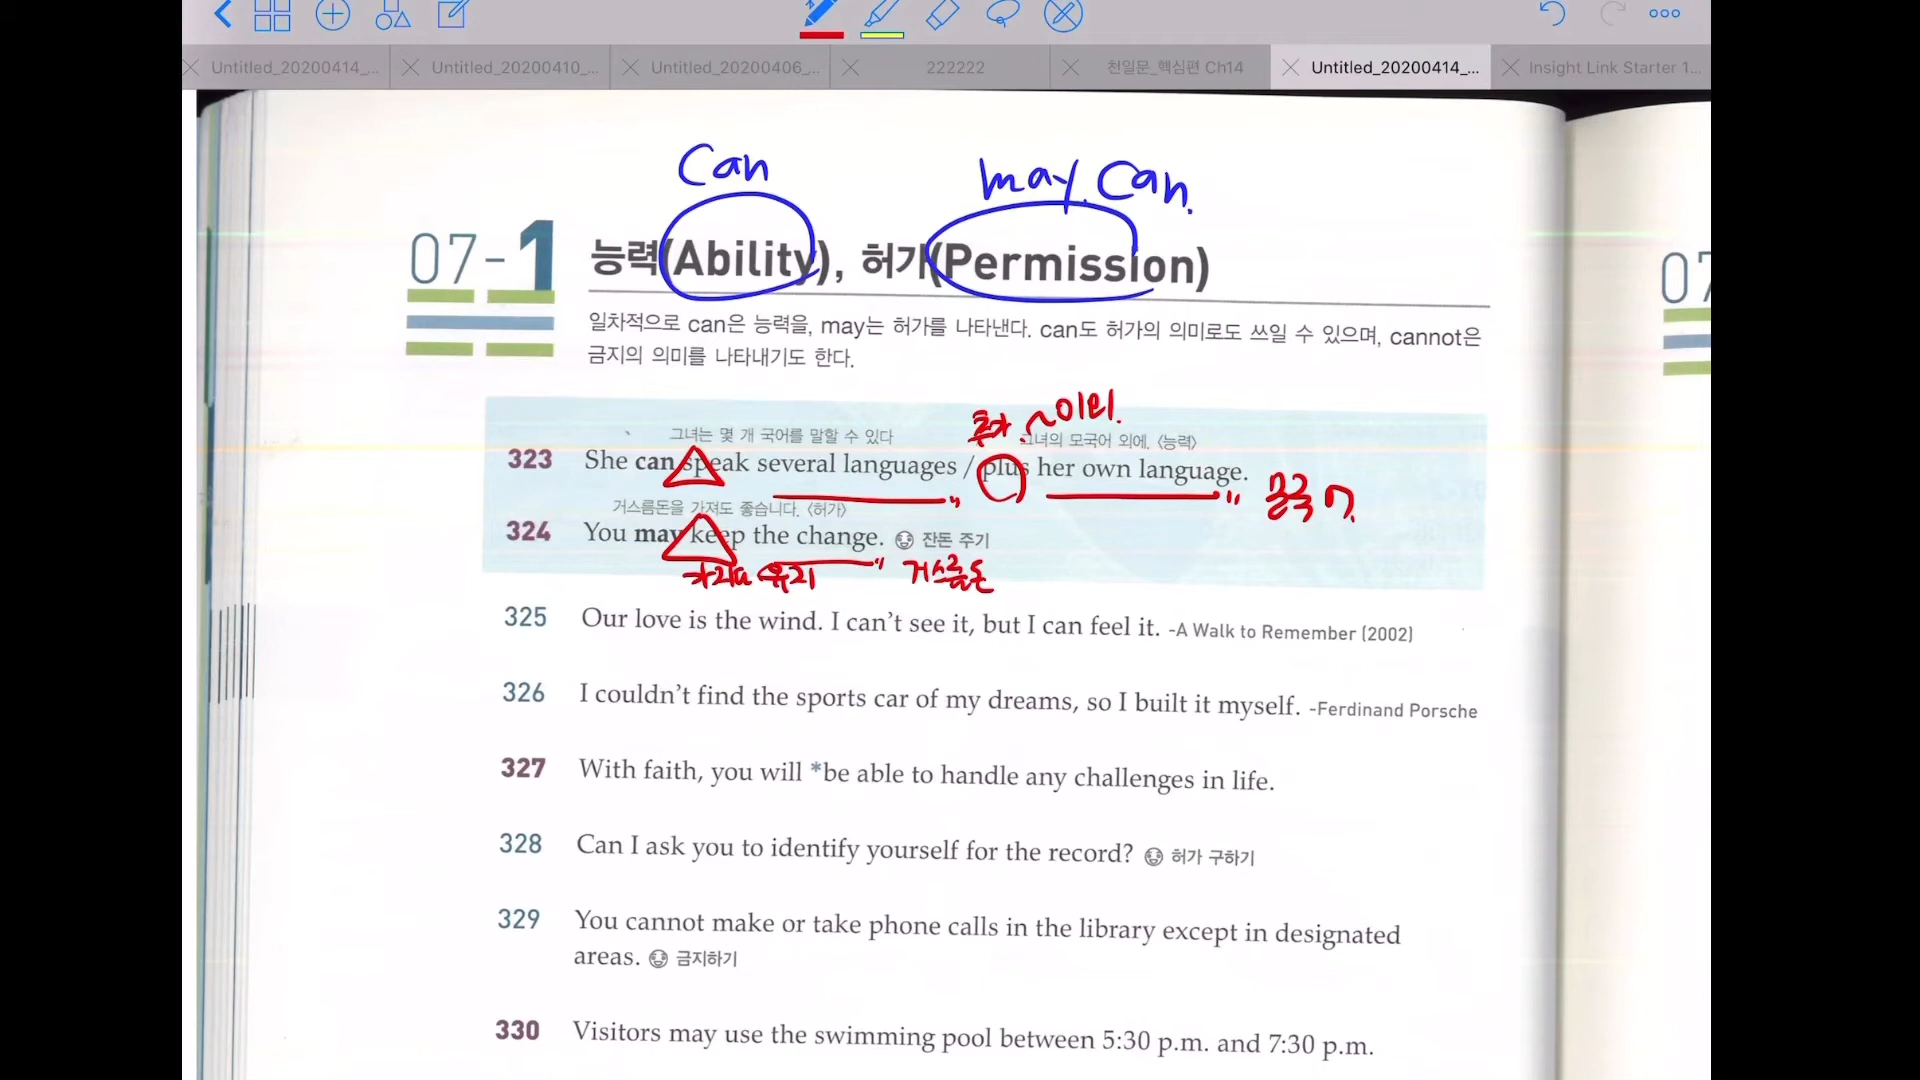 Untitled_20200414_...
Untitled_20200410_...
Untitled_20200406_...
222222
천일문_핵심편 Ch14
Untitled_20200414_...
Insight Link Starter 1...
Can
may. Can.
07-1 능력(Ability), 허가(Permission)
07
일차적으로 can은 능력을, may는 허가를 나타낸다. can도 허가의 의미로도 쓰일 수 있으며, cannot은
금지의 의미를 나타내기도 한다.
그녀는 몇 개 국어를 말할 수 있다
그녀의 모국어 외에. <능력>
323 She can speak several languages / plus her own language.
거스름돈을 가져도 좋습니다. <허가>
324 You may keep the change. 잔돈 주기
유지
거스름돈
325 Our love is the wind. I can't see it, but I can feel it. -A Walk to Remember (2002)
326 I couldn't find the sports car of my dreams, so I built it myself. -Ferdinand Porsche
327 With faith, you will *be able to handle any challenges in life.
328 Can I ask you to identify yourself for the record? 허가 구하기
329 You cannot make or take phone calls in the library except in designated
areas. 금지하기
330 Visitors may use the swimming pool between 5:30 p.m. and 7:30 p.m.